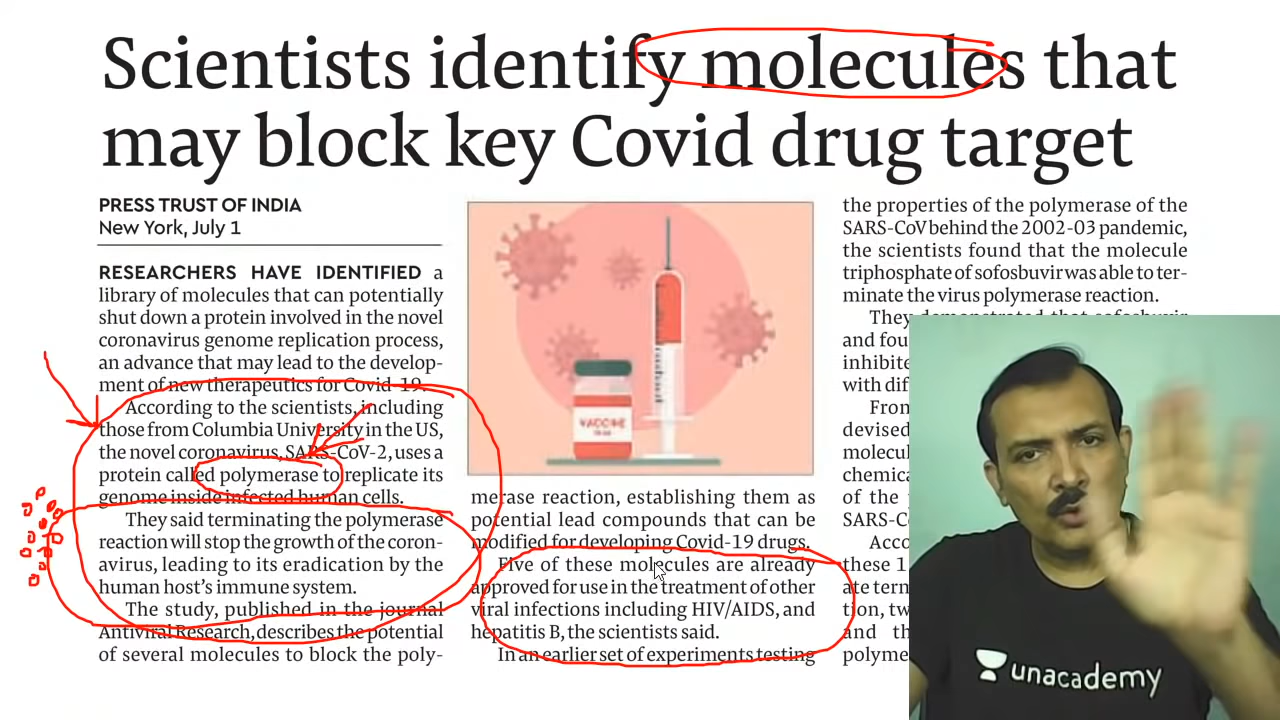 Scientists identify molecules that
may block key Covid drug target
PRESS TRUST OF INDIA
New York, July 1
RESEARCHERS HAVE IDENTIFIED a
library of molecules that can potentially
shut down a protein involved in the novel
coronavirus genome replication process,
an advance that may lead to the develop-
ment of new therapeutics for Covid-19.
According to the scientists, including
those from Columbia University in the US,
the novel coronavirus, SARS-CoV-2, uses a
protein called polymerase to replicate its
genome inside infected human cells.
They said terminating the polymerase
reaction will stop the growth of the coron-
avirus, leading to its eradication by the
human host's immune system.
The study, published in the journal
Antiviral Research, describes the potential
of several molecules to block the poly-
VACCINE
merase reaction, establishing them as
potential lead compounds that can be
modified for developing Covid-19 drugs.
Five of these molecules are already
approved for use in the treatment of other
viral infections including HIV/AIDS, and
hepatitis B, the scientists said.
In an earlier set of experiments testing
the properties of the polymerase of the
SARS-CoV behind the 2002-03 pandemic,
the scientists found that the molecule
triphosphate of sofosbuvir was able to ter-
minate the virus polymerase reaction.
They demonstrated that sofosbuvir
and fou
inhibite
with dif
From
devised
molecul
chemica
of the
SARS-Co
Acco
these 1
ate term
tion, tw
and th
polyme
unacademy